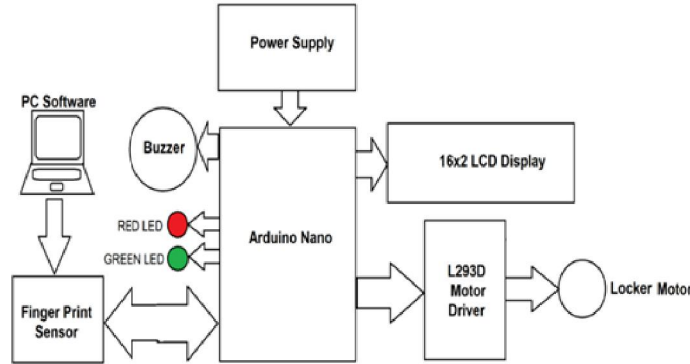 Power Supply
PC Software
Buzzer
16x2 LCD Display
RED LED
Arduino Nano
GREEN LED
L293D
Motor
Driver
Locker Motor
Finger Print
Sensor